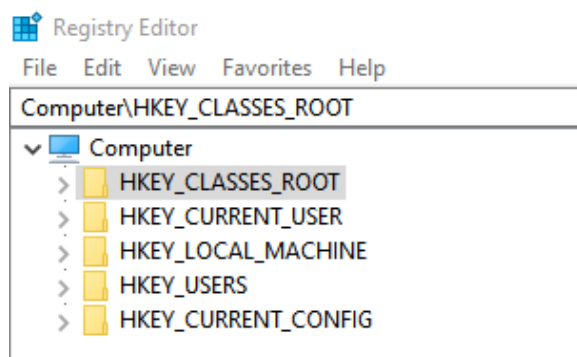 Registry Editor
File Edit View Favorites Help
Computer\HKEY_CLASSES_ROOT
Computer
HKEY_CLASSES_ROOT
HKEY_CURRENT_USER
HKEY_LOCAL_MACHINE
HKEY_USERS
HKEY_CURRENT_CONFIG